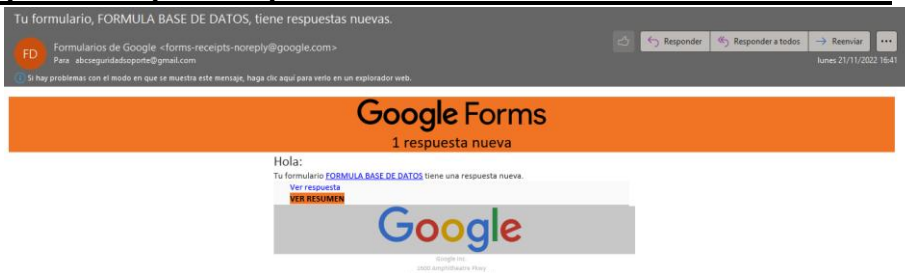 Tu formulario, FORMULA BASE DE DATOS, tiene respuestas nuevas.
FD
Formularios de Google <forms-receipts-noreply@google.com>
Para abcseguridadsoporte@gmail.com
Responder
Responder a todos
Reenviar
lunes 21/11/2022 16:41
Si hay problemas con el modo en que se muestra este mensaje, haga clic aquí para verlo en un explorador web.
Google Forms
1 respuesta nueva
Hola:
Tu formulario FORMULA BASE DE DATOS tiene una respuesta nueva.
Ver respuesta
VER RESUMEN
Google
Google Inc.
Amphitheatre Pkwy